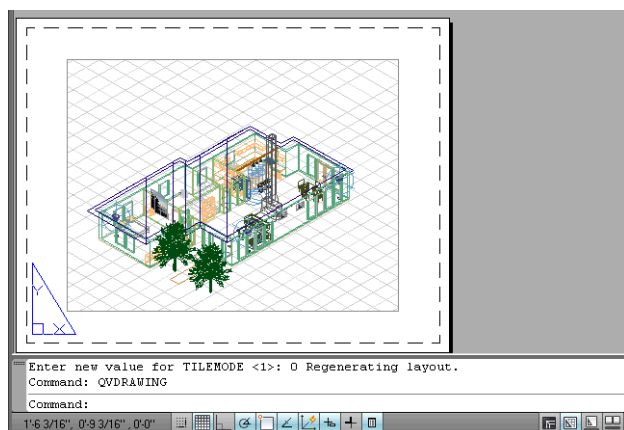 Y
X
Enter new value for TILEMODE <1>: 0 Regenerating layout.
Command: QVDRAWING
Command:
1'-6 3/16", 0'-9 3/16" , 0'-0"